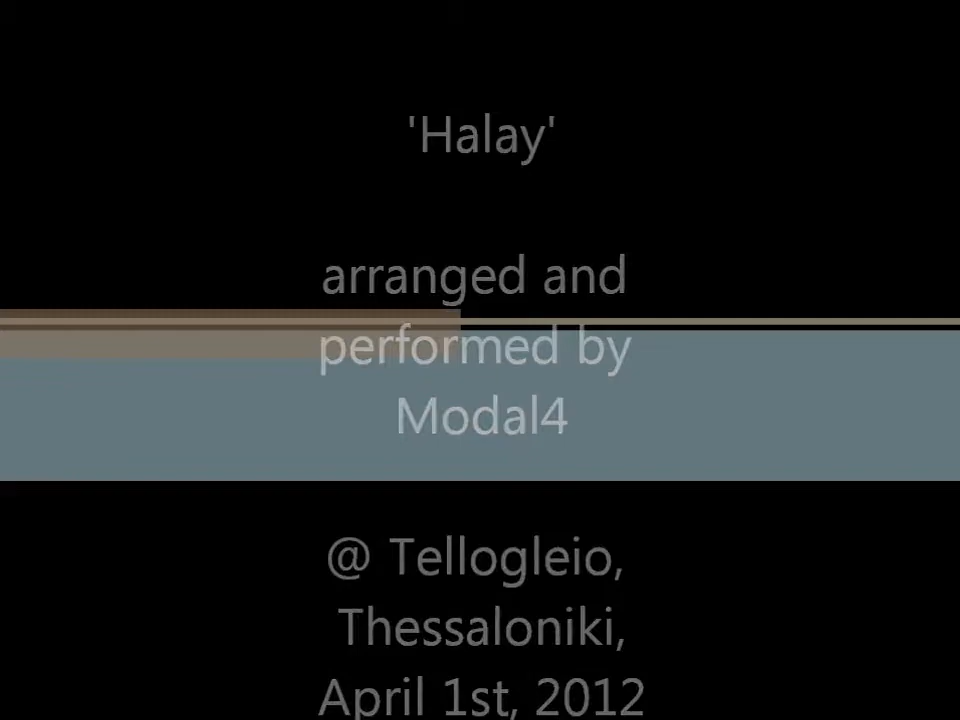 'Halay'
arranged and
performed by
Modal4
@ Tellogleio,
Thessaloniki,
April 1st, 2012